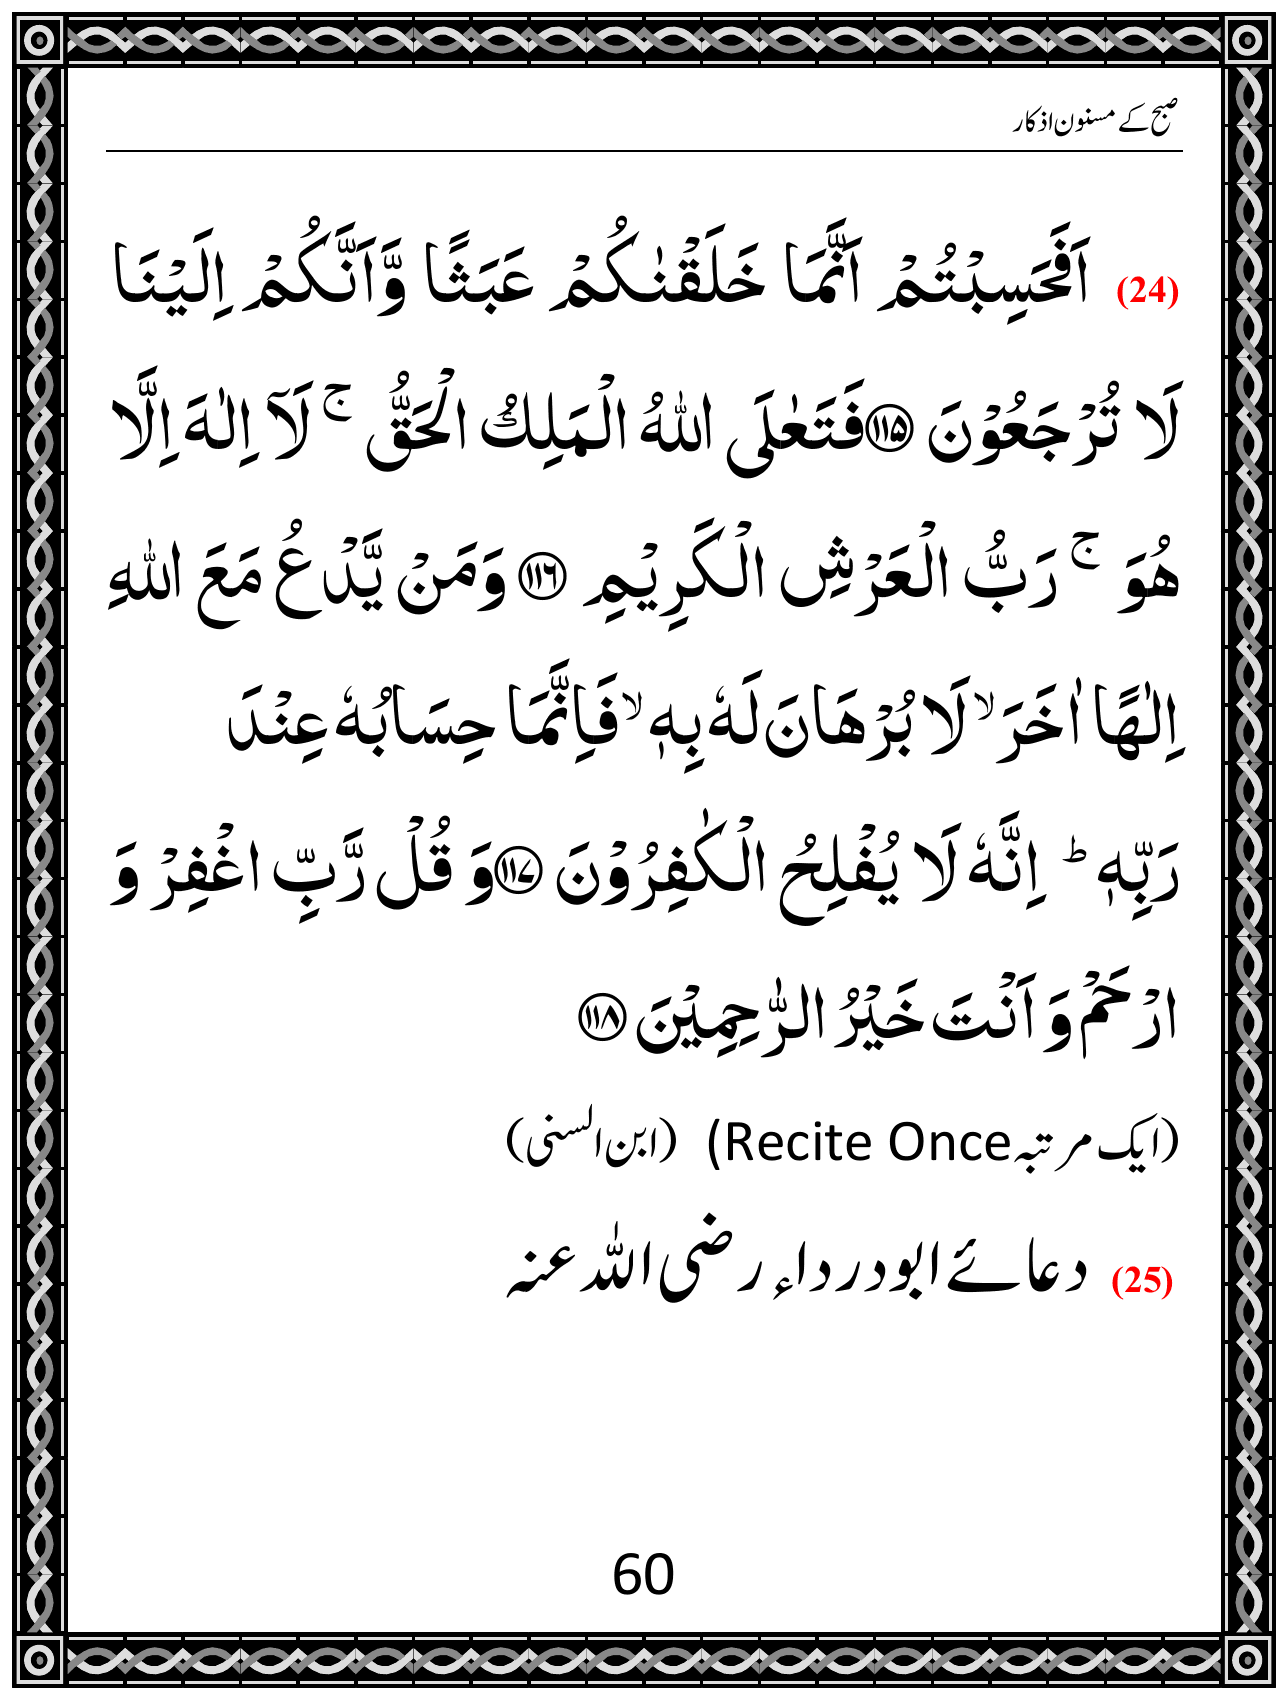 صبح کے مسنون اذکار
(24) اَفَحَسِبْتُمْ اَنَّمَا خَلَقْنٰكُمْ عَبَثًا وَّاَنَّكُمْ اِلَيْنَا
لَا تُرْجَعُوْنَ ﴿۱۱۵﴾ فَتَعٰلَى اللّٰهُ الْمَلِكُ الْحَقُّ ۚ لَآ اِلٰهَ اِلَّا
هُوَ ۚ رَبُّ الْعَرْشِ الْكَرِيْمِ ﴿۱۱۶﴾ وَمَنْ يَّدْعُ مَعَ اللّٰهِ
اِلٰهًا اٰخَرَ ۙ لَا بُرْهَانَ لَهٗ بِهٖ ۙ فَاِنَّمَا حِسَابُهٗ عِنْدَ
رَبِّهٖ ؕ اِنَّهٗ لَا يُفْلِحُ الْكٰفِرُوْنَ ﴿۱۱۷﴾ وَ قُلْ رَّبِّ اغْفِرْ وَ
ارْحَمْ وَ اَنْتَ خَيْرُ الرّٰحِمِيْنَ ﴿۱۱۸﴾
(ایک مرتبہ Recite Once) (ابن السنی)
(25) دعائے ابودرداء رضی اللہ عنہ
60